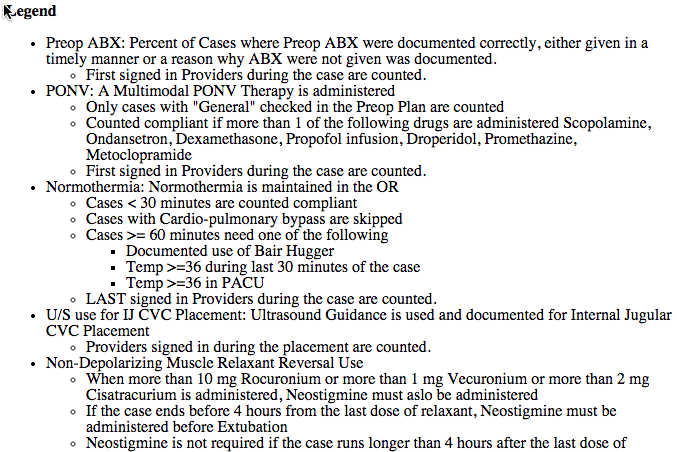 Legend
• Preop ABX: Percent of Cases where Preop ABX were documented correctly, either given in a
timely manner or a reason why ABX were not given was documented.
◦ First signed in Providers during the case are counted.
• PONV: A Multimodal PONV Therapy is administered
◦ Only cases with "General" checked in the Preop Plan are counted
◦ Counted compliant if more than 1 of the following drugs are administered Scopolamine,
Ondansetron, Dexamethasone, Propofol infusion, Droperidol, Promethazine,
Metoclopramide
◦ First signed in Providers during the case are counted.
• Normothermia: Normothermia is maintained in the OR
◦ Cases < 30 minutes are counted compliant
◦ Cases with Cardio-pulmonary bypass are skipped
◦ Cases >= 60 minutes need one of the following
▪ Documented use of Bair Hugger
▪ Temp >=36 during last 30 minutes of the case
▪ Temp >=36 in PACU
◦ LAST signed in Providers during the case are counted.
• U/S use for IJ CVC Placement: Ultrasound Guidance is used and documented for Internal Jugular
CVC Placement
◦ Providers signed in during the placement are counted.
• Non-Depolarizing Muscle Relaxant Reversal Use
◦ When more than 10 mg Rocuronium or more than 1 mg Vecuronium or more than 2 mg
Cisatracurium is administered, Neostigmine must aslo be administered
◦ If the case ends before 4 hours from the last dose of relaxant, Neostigmine must be
administered before Extubation
◦ Neostigmine is not required if the case runs longer than 4 hours after the last dose of